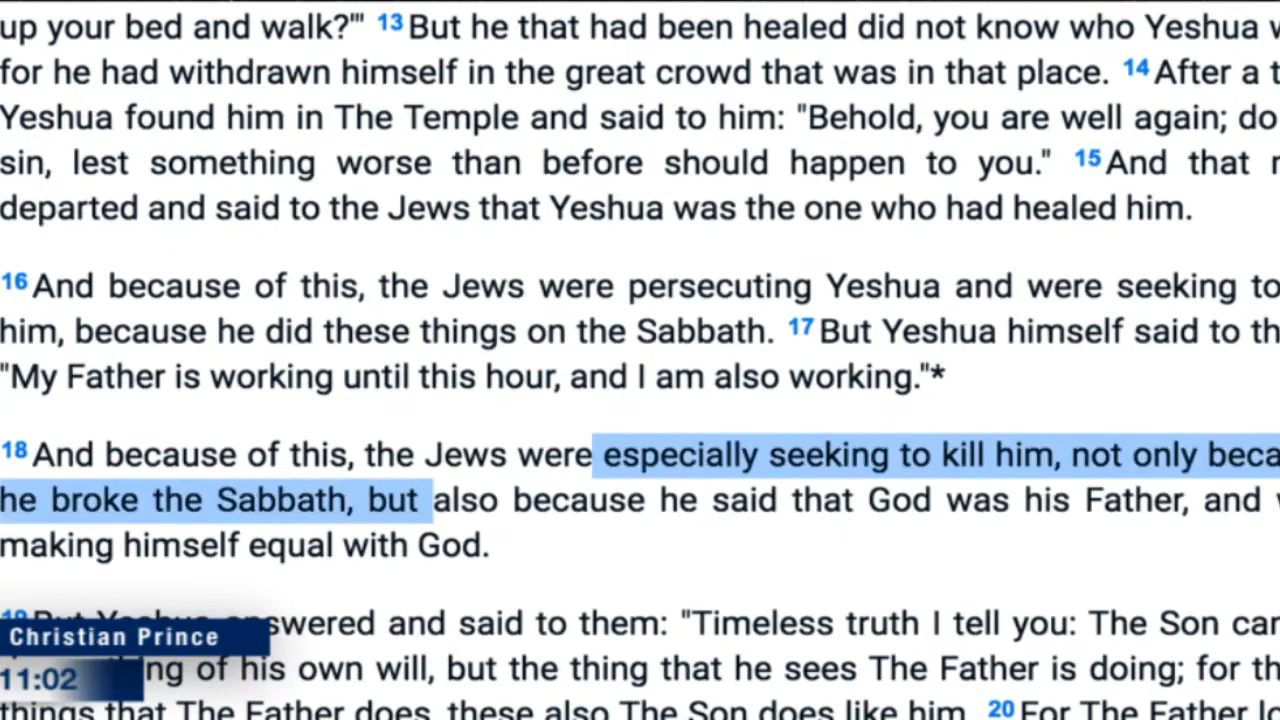 up your bed and walk?'" 13 But he that had been healed did not know who Yeshua
for he had withdrawn himself in the great crowd that was in that place. 14 After a
Yeshua found him in The Temple and said to him: "Behold, you are well again; do
sin, lest something worse than before should happen to you." 15 And that
departed and said to the Jews that Yeshua was the one who had healed him.
16 And because of this, the Jews were persecuting Yeshua and were seeking to
him, because he did these things on the Sabbath. 17 But Yeshua himself said to
"My Father is working until this hour, and I am also working."*
18 And because of this, the Jews were especially seeking to kill him, not only beca
he broke the Sabbath, but also because he said that God was his Father, and
making himself equal with God.
19 But Yeshua answered and said to them: "Timeless truth I tell you: The Son can
Christian Prince
of his own will, but the thing that he sees The Father is doing; for
11:02
things that The Father does, these also The Son does like him. 20 For The Father